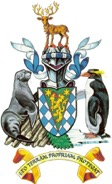 LEO TERRAM PROPRIAM PROTEGAT